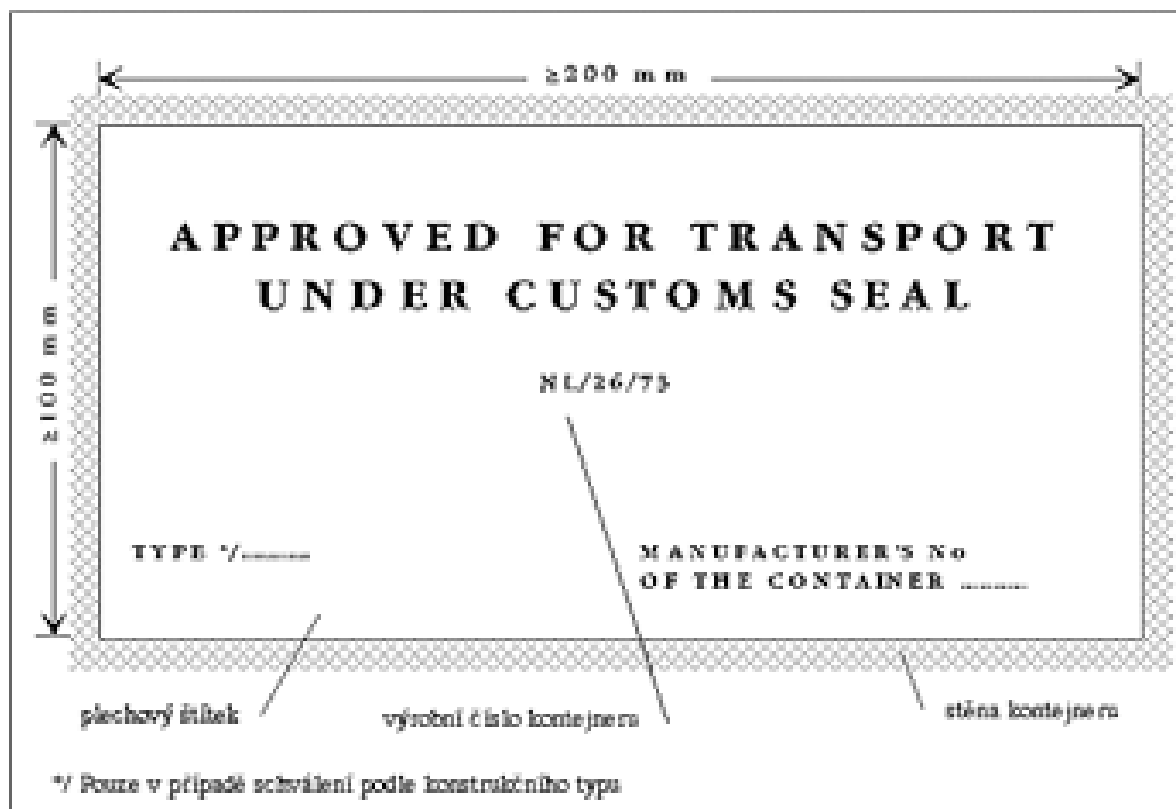 ≥200 mm
≥100 mm
APPROVED FOR TRANSPORT
UNDER CUSTOMS SEAL
NL/26/73
TYPE */............
MANUFACTURER'S No
OF THE CONTAINER ............
plechový štítek
výrobní číslo kontejneru
stěna kontejneru
*/ Pouze v případě schválení podle konstrukčního typu